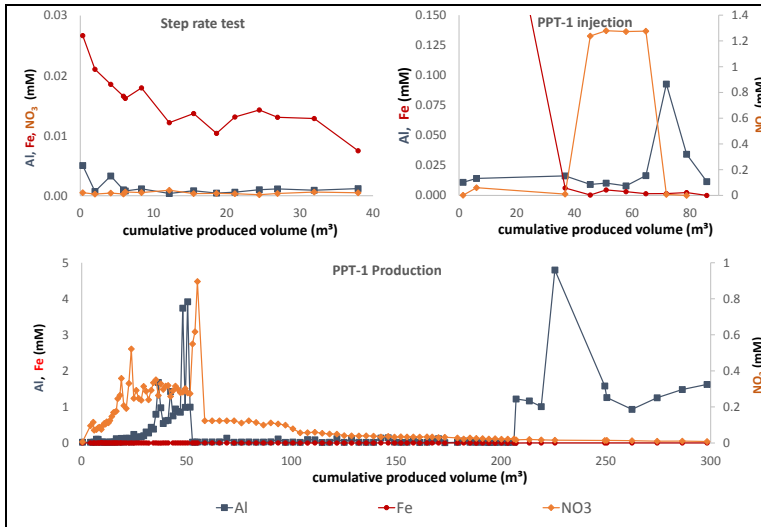 Step rate test
PPT-1 injection
0.03
0.02
0.01
0.00
Al, Fe, NO₃ (mM)
0 10 20 30 40
cumulative produced volume (m³)
0.150
0.125
0.100
0.075
0.050
0.025
0.000
Al, Fe (mM)
1.4
1.2
1
0.8
0.6
0.4
0.2
0
(mM)
0 20 40 60 80
cumulative produced volume (m³)
PPT-1 Production
5
4
3
2
1
0
Al, Fe (mM)
1
0.8
0.6
0.4
0.2
0
(mM)
0 50 100 150 200 250 300
cumulative produced volume (m³)
Al Fe NO3